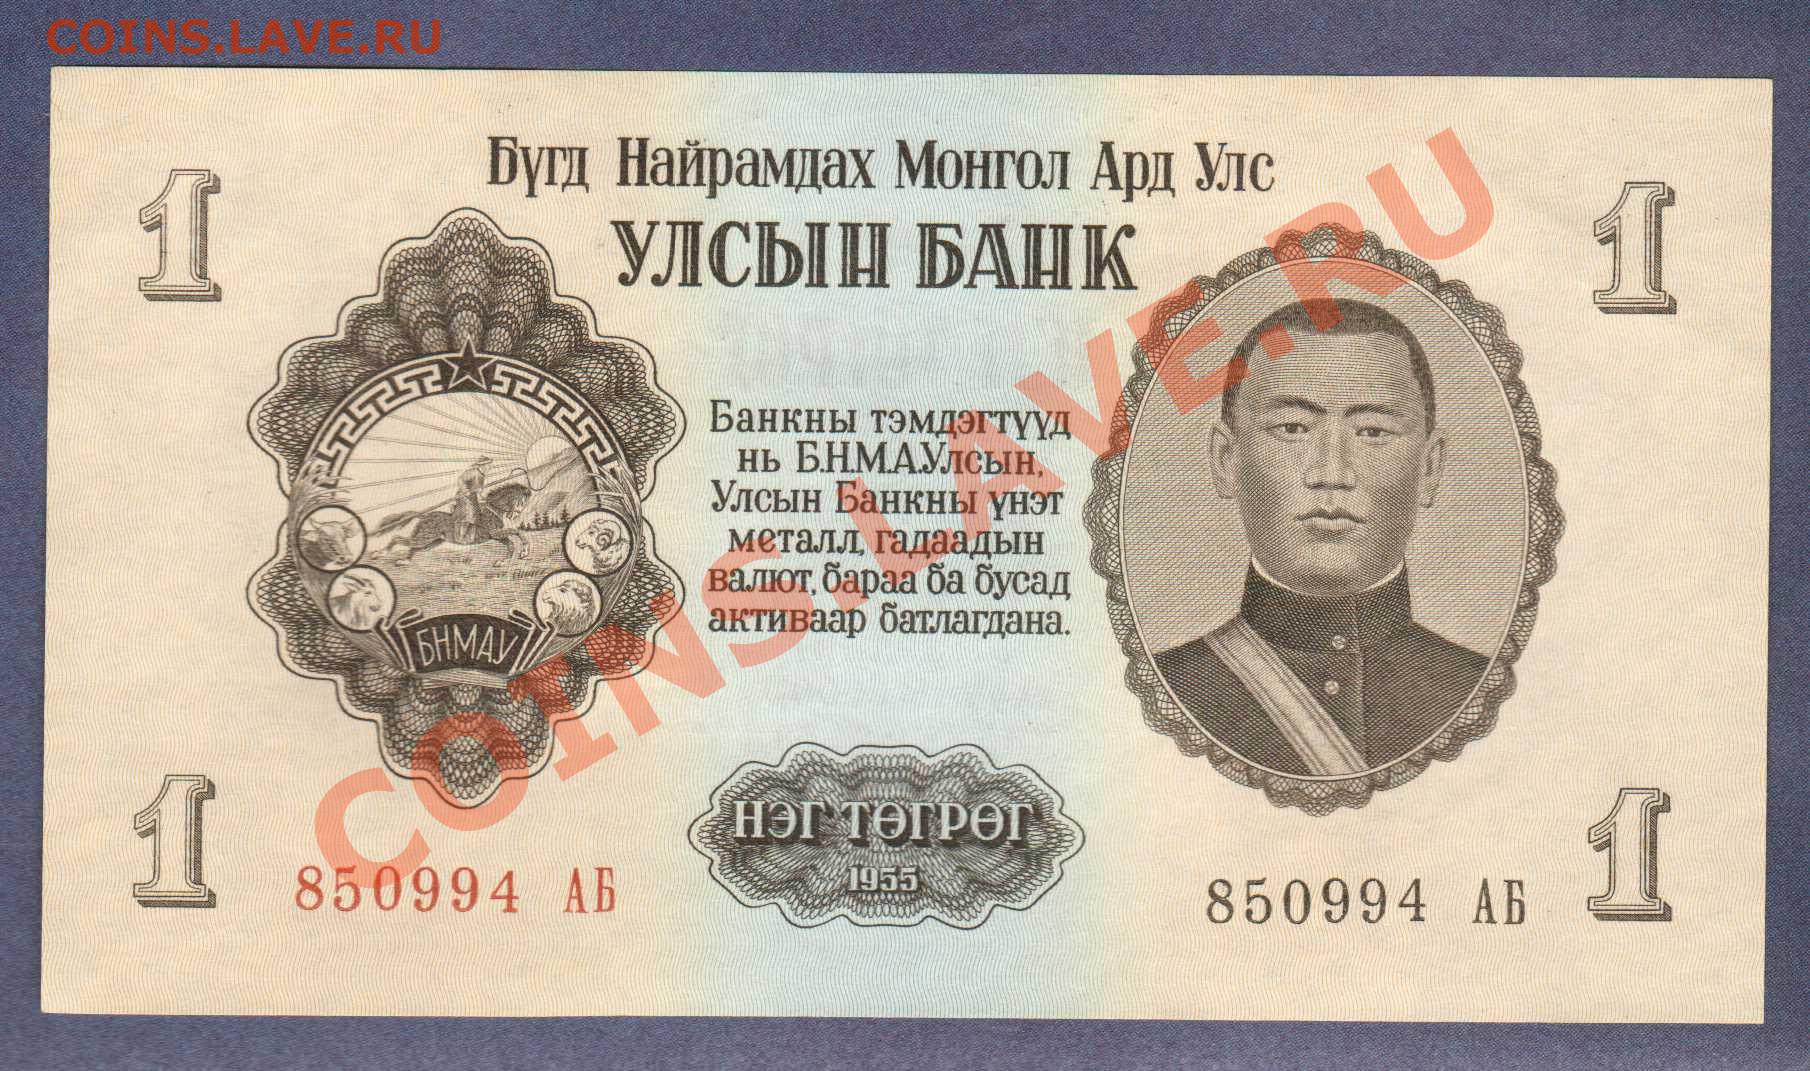 COINS.LAVE.RU
Бүгд Найрамдах Монгол Ард Улс
УЛСЫН БАНК
1
1
Банкны тэмдэгтүүд
нь Б.Н.М.А.Улсын,
Улсын Банкны үнэт
металл, гадаадын
валют, бараа ба бусад
активаар батлагдана.
БНМАУ
НЭГ ТӨГРӨГ
1955
1
1
850994 АБ
850994 АБ
COINS.LAVE.RU